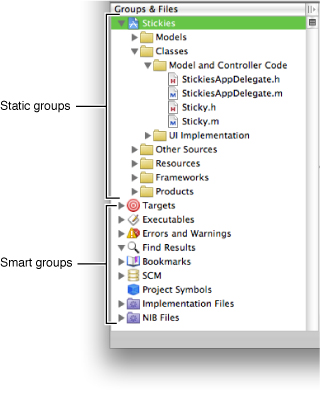 Groups & Files
Stickies
Models
Classes
Model and Controller Code
StickiesAppDelegate.h
StickiesAppDelegate.m
Sticky.h
Sticky.m
UI Implementation
Other Sources
Resources
Frameworks
Products
Targets
Executables
Errors and Warnings
Find Results
Bookmarks
SCM
Project Symbols
Implementation Files
NIB Files
Static groups
Smart groups